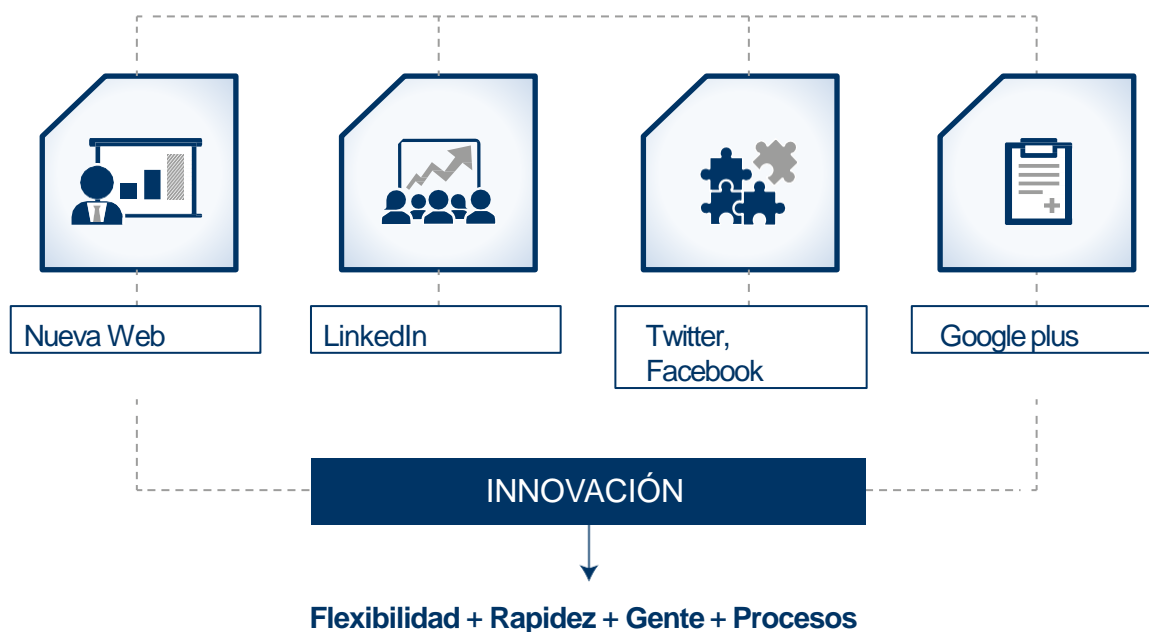 Nueva Web
LinkedIn
Twitter,
Facebook
Google plus
INNOVACIÓN
Flexibilidad + Rapidez + Gente + Procesos